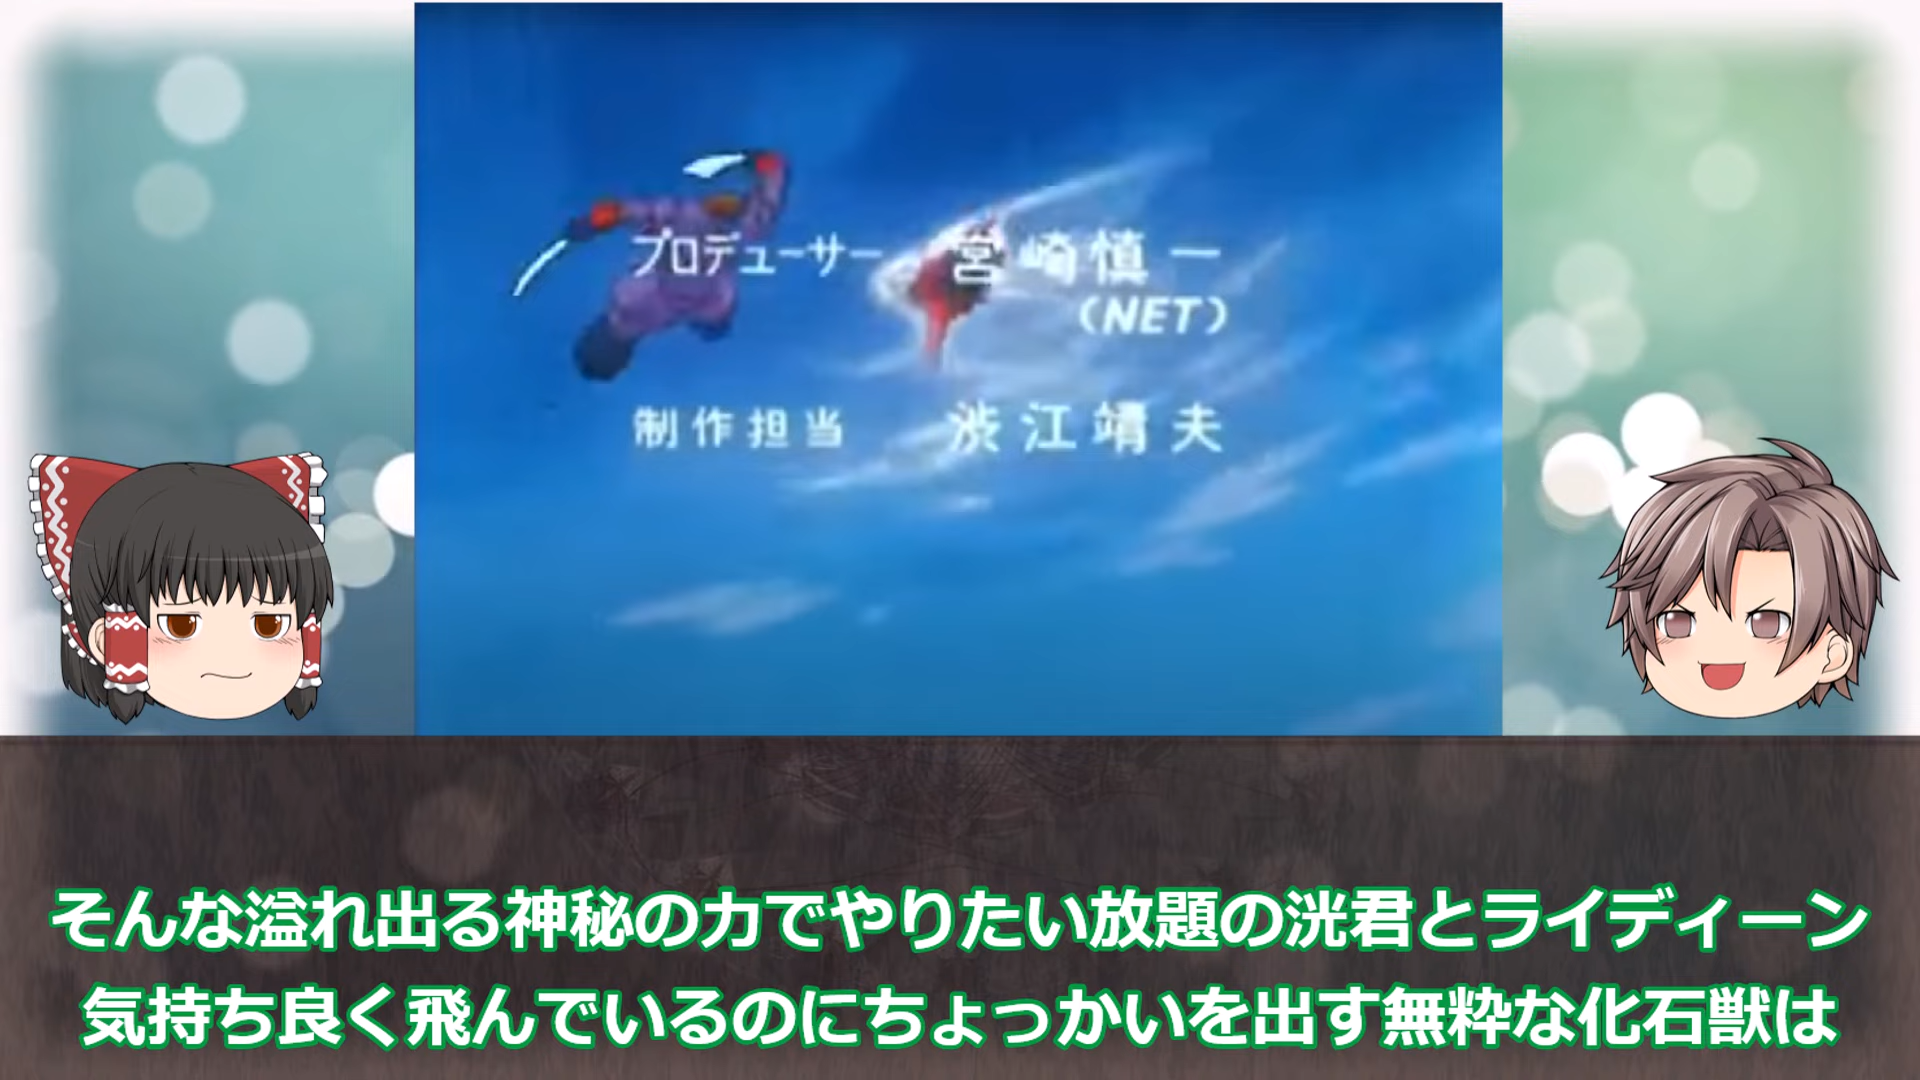 プロデューサー 宮崎慎一
(NET)
制作担当 渋江靖夫
そんな溢れ出る神秘の力でやりたい放題の洸君とライディーン
気持ち良く飛んでいるのにちょっかいを出す無粋な化石獣は